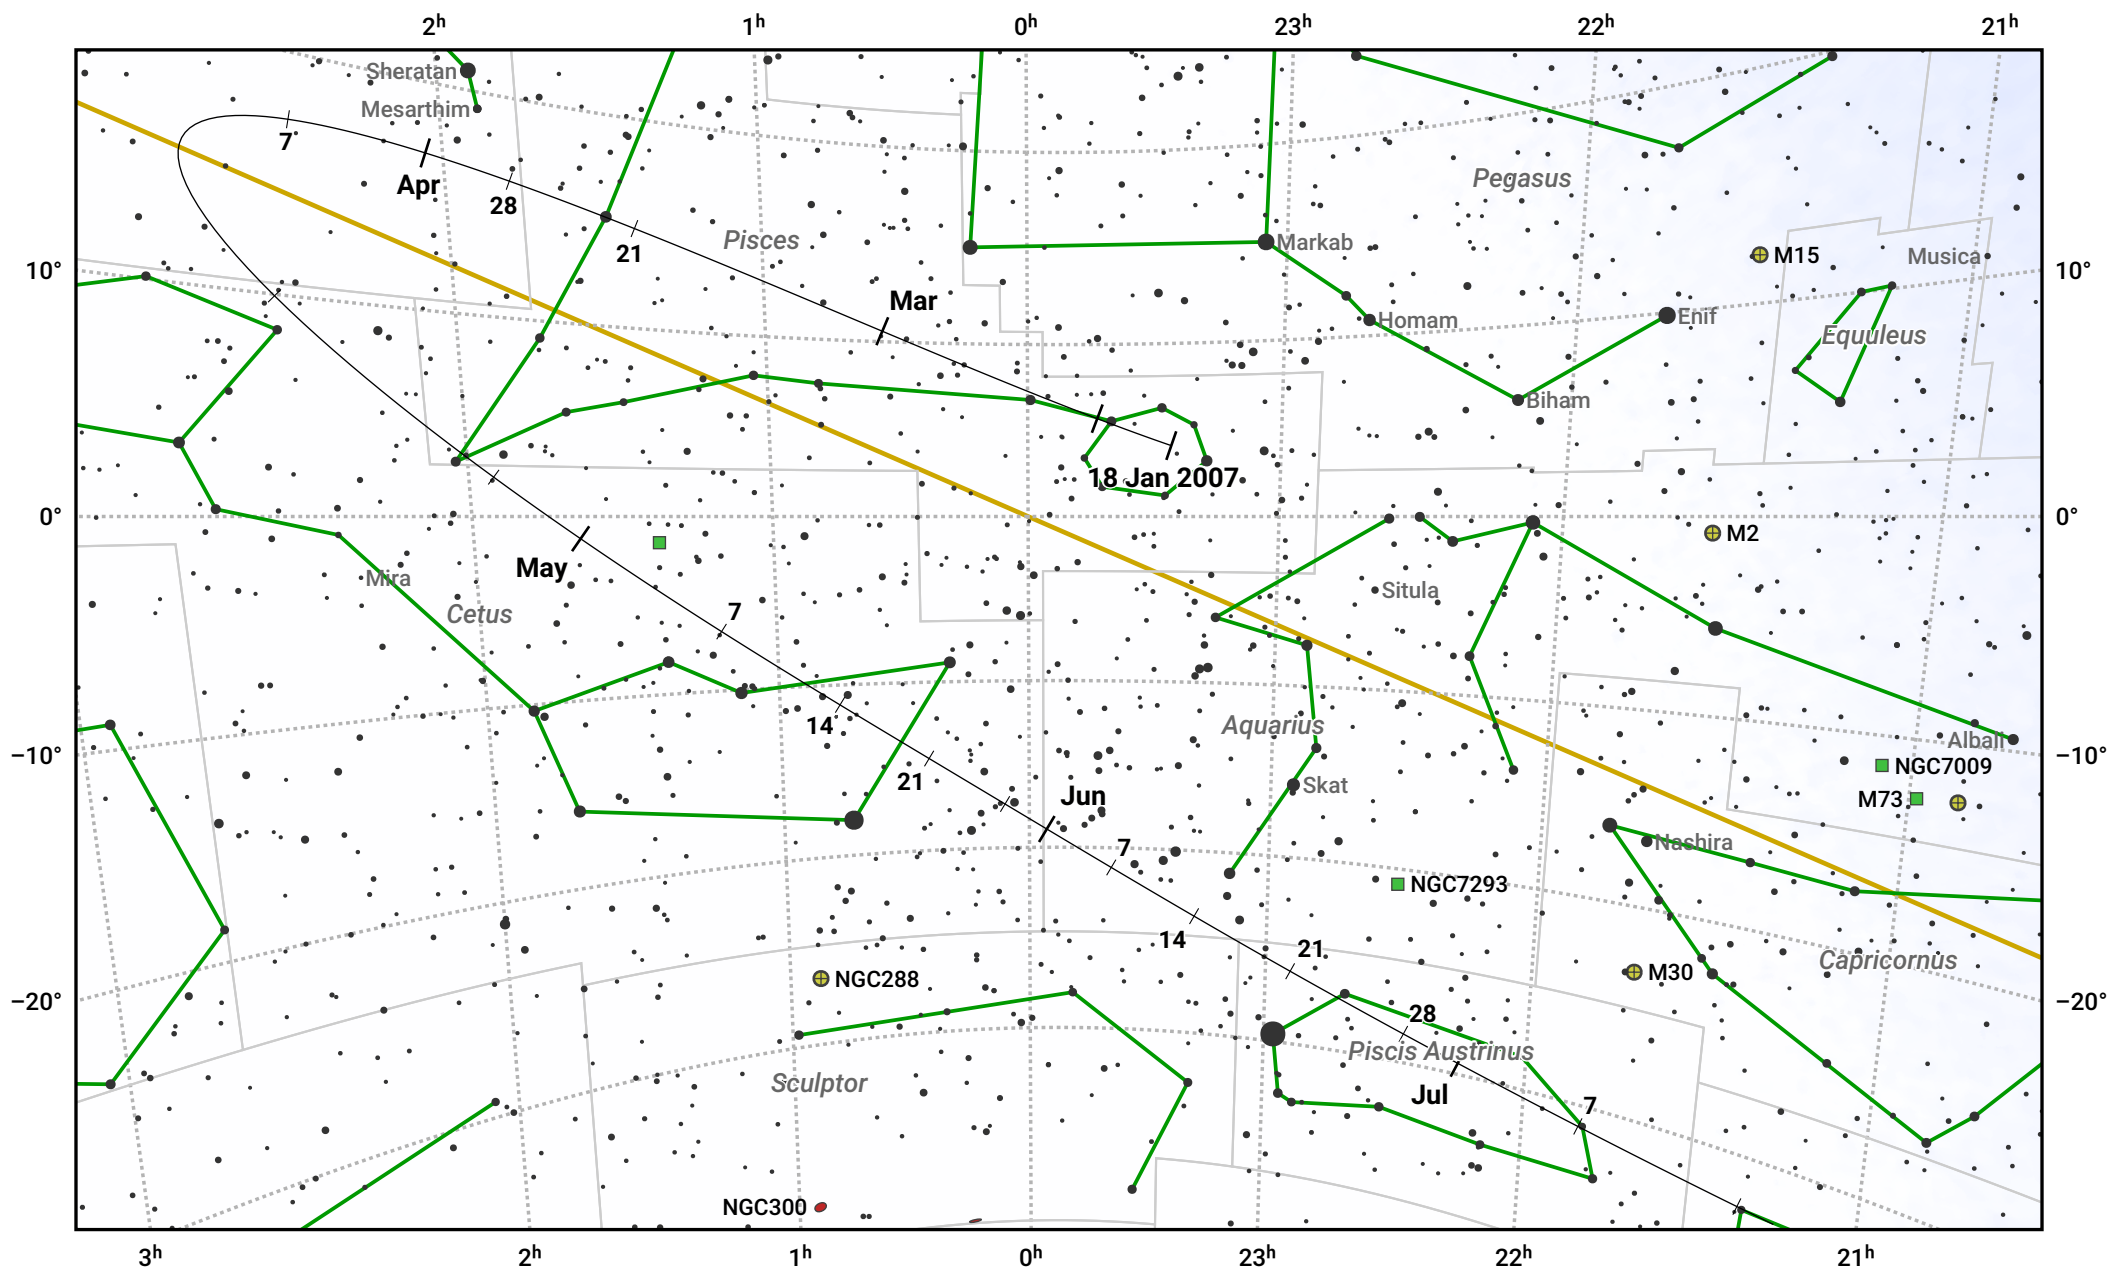 2h 1h 0h 23h 22h 21h
Sheratan
Mesarthim
7
Apr
28
21
Pisces
Pegasus
Markab
M15
Musica
10° 10°
Mar
Homam
Enif
Equuleus
Biham
18 Jan 2007
0° 0°
M2
May
Mira
Cetus
7
Situla
14
Aquarius
Albali
−10° −10°
NGC7009
21
Skat
Jun
M73
Nashira
7
NGC7293
14
21
Capricornus
NGC288
M30
−20° −20°
28
Piscis Austrinus
Sculptor
Jul
7
NGC300
3h 2h 1h 0h 23h 22h 21h